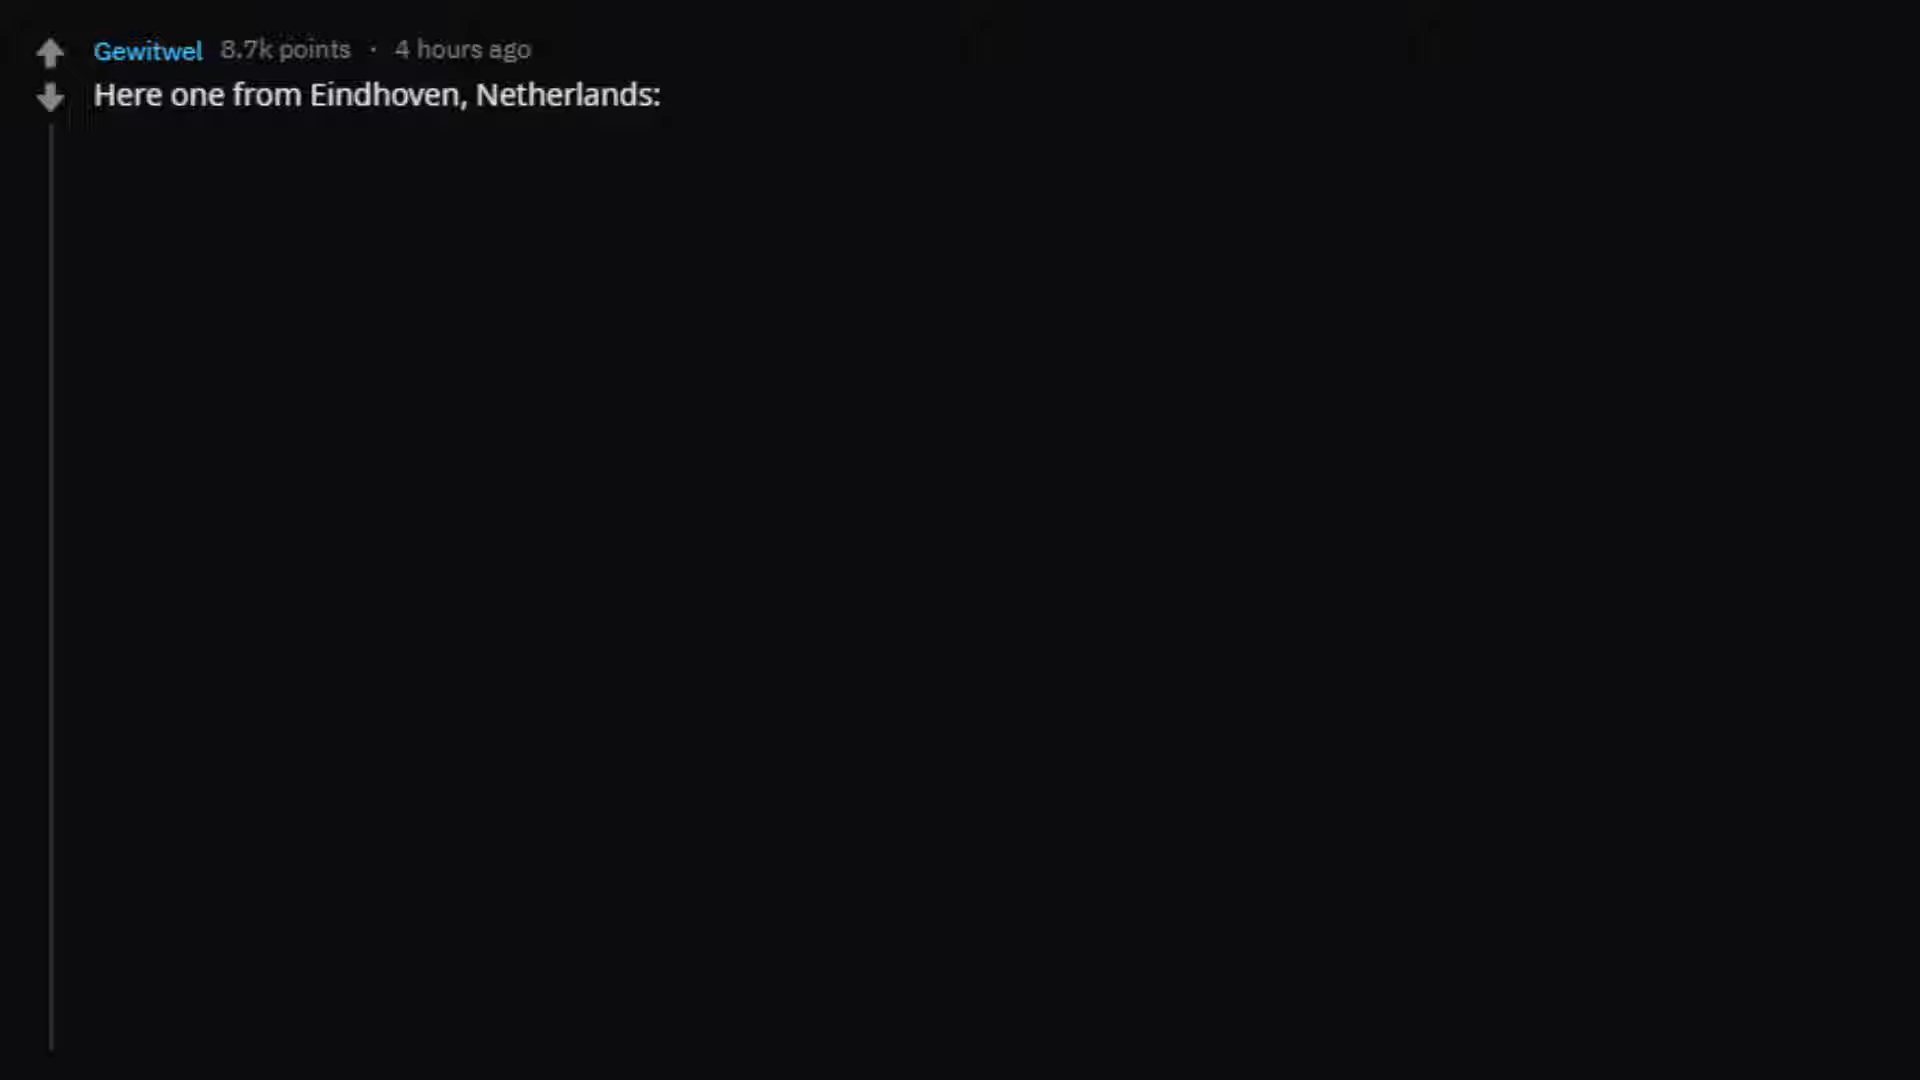 Gewitwel 8.7k points · 4 hours ago
Here one from Eindhoven, Netherlands: